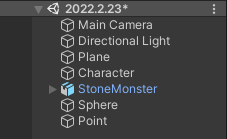 2022.2.23*
Main Camera
Directional Light
Plane
Character
StoneMonster
Sphere
Point